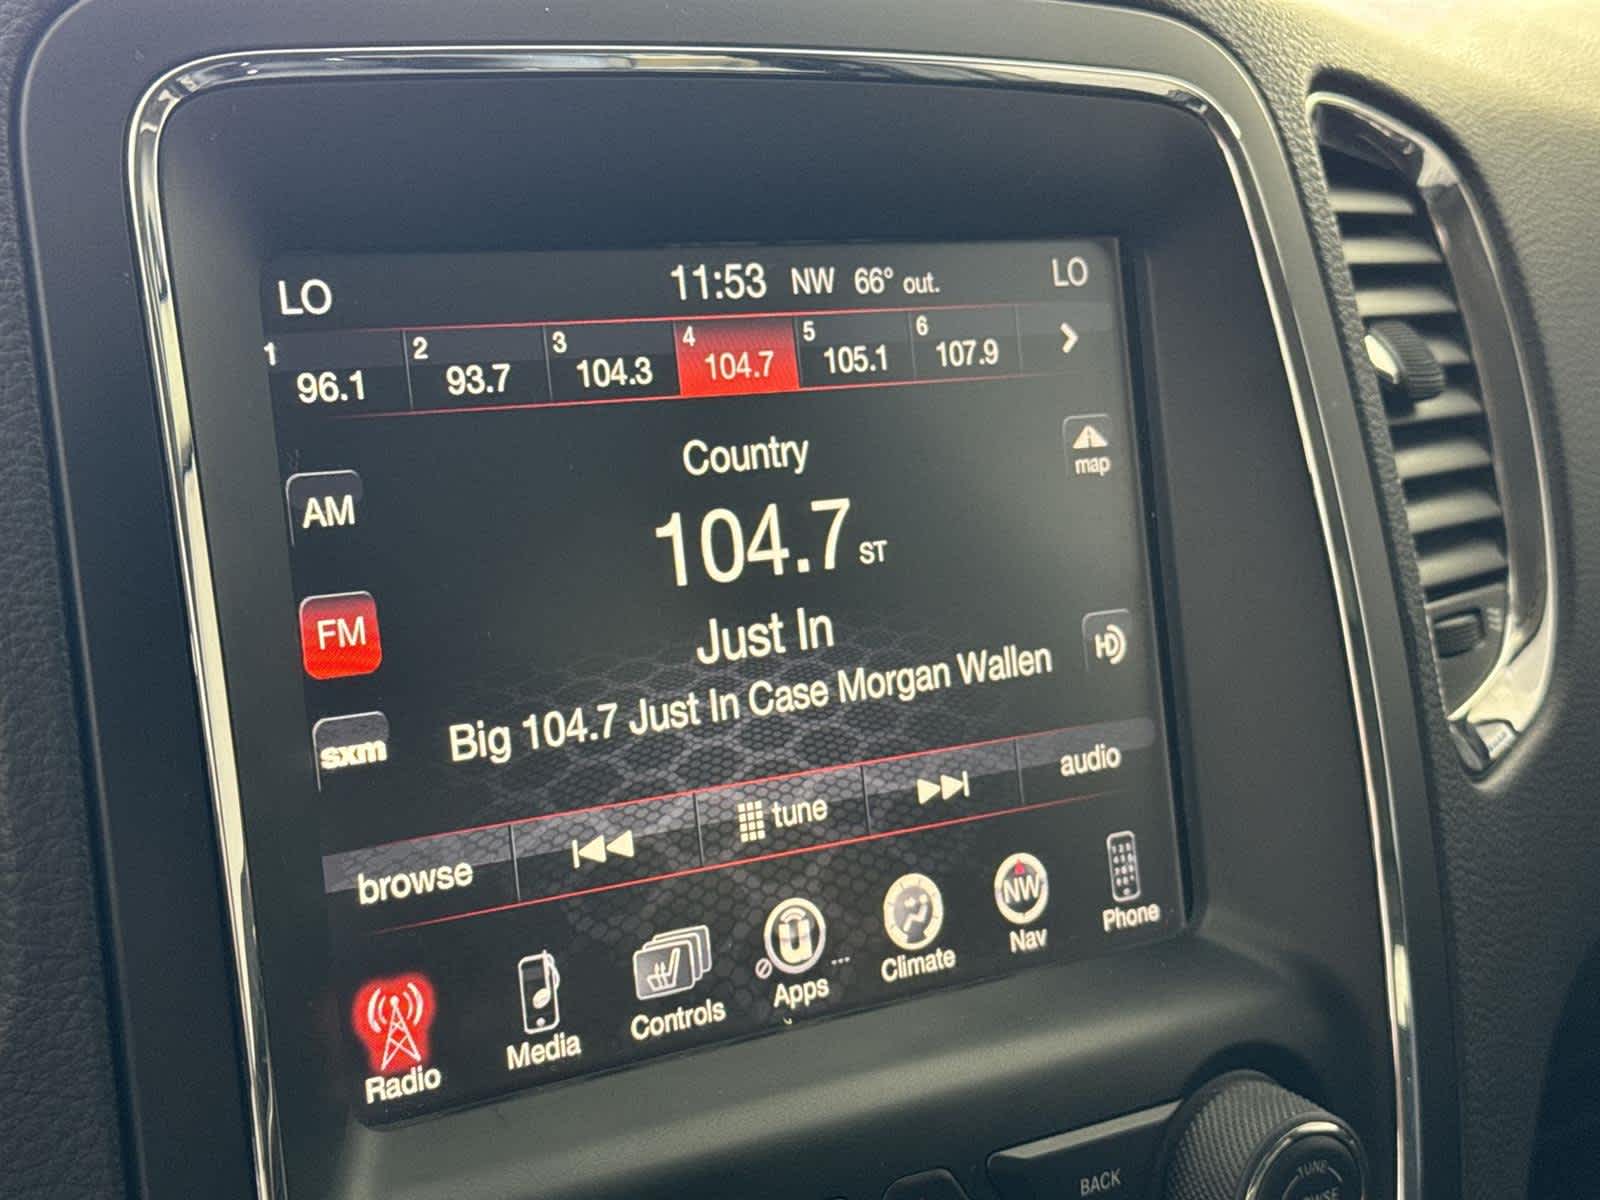 LO 11:53 NW 66° out. LO
1 96.1 2 93.7 3 104.3 4 104.7 5 105.1 6 107.9
Country
map
AM
104.7 ST
FM
Just In
HD
Big 104.7 Just In Case Morgan Wallen
sxm
browse tune audio
Radio Media Controls Apps ... Climate NW Nav Phone
BACK
TUNE